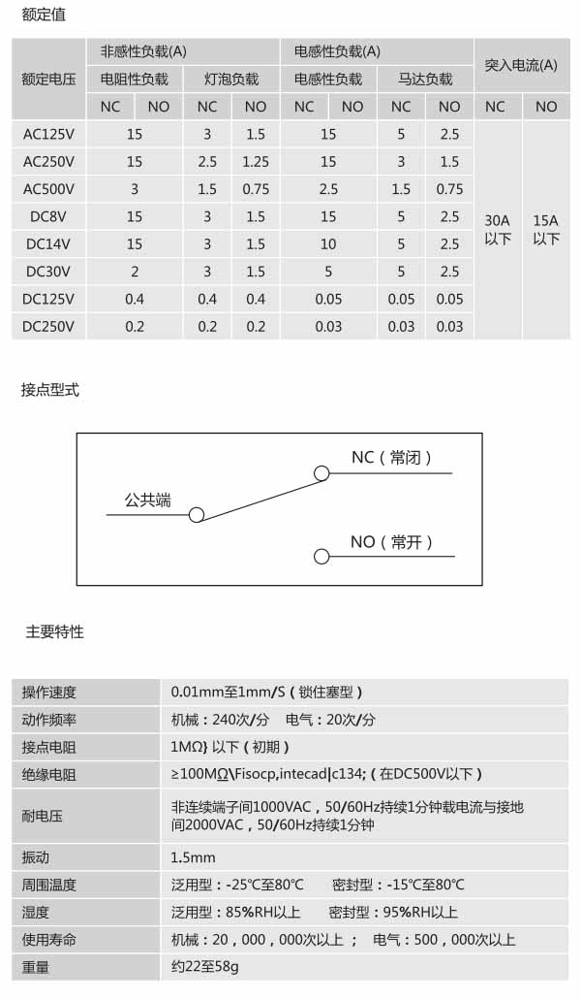 额定值
额定电压 非感性负载(A) 电感性负载(A) 突入电流(A)
电阻性负载 灯泡负载 电感性负载 马达负载
NC NO NC NO NC NO NC NO NC NO
AC125V 15 3 1.5 15 5 2.5
AC250V 15 2.5 1.25 15 3 1.5
AC500V 3 1.5 0.75 2.5 1.5 0.75
DC8V 15 3 1.5 15 5 2.5
DC14V 15 3 1.5 10 5 2.5
DC30V 2 3 1.5 5 5 2.5
DC125V 0.4 0.4 0.4 0.05 0.05 0.05
DC250V 0.2 0.2 0.2 0.03 0.03 0.03
30A 15A
以下 以下
接点型式
NC（常闭）
公共端
NO（常开）
主要特性
操作速度 0.01mm至1mm/S（锁住塞型）
动作频率 机械：240次/分 电气：20次/分
接点电阻 1MΩ} 以下（初期）
绝缘电阻 ≥100MΩ\Fisocp,intecad|c134;（在DC500V以下）
耐电压 非连续端子间1000VAC，50/60Hz持续1分钟载电流与接地
间2000VAC，50/60Hz持续1分钟
振动 1.5mm
周围温度 泛用型：-25℃至80℃ 密封型：-15℃至80℃
湿度 泛用型：85%RH以上 密封型：95%RH以上
使用寿命 机械：20，000，000次以上 ； 电气：500，000次以上
重量 约22至58g